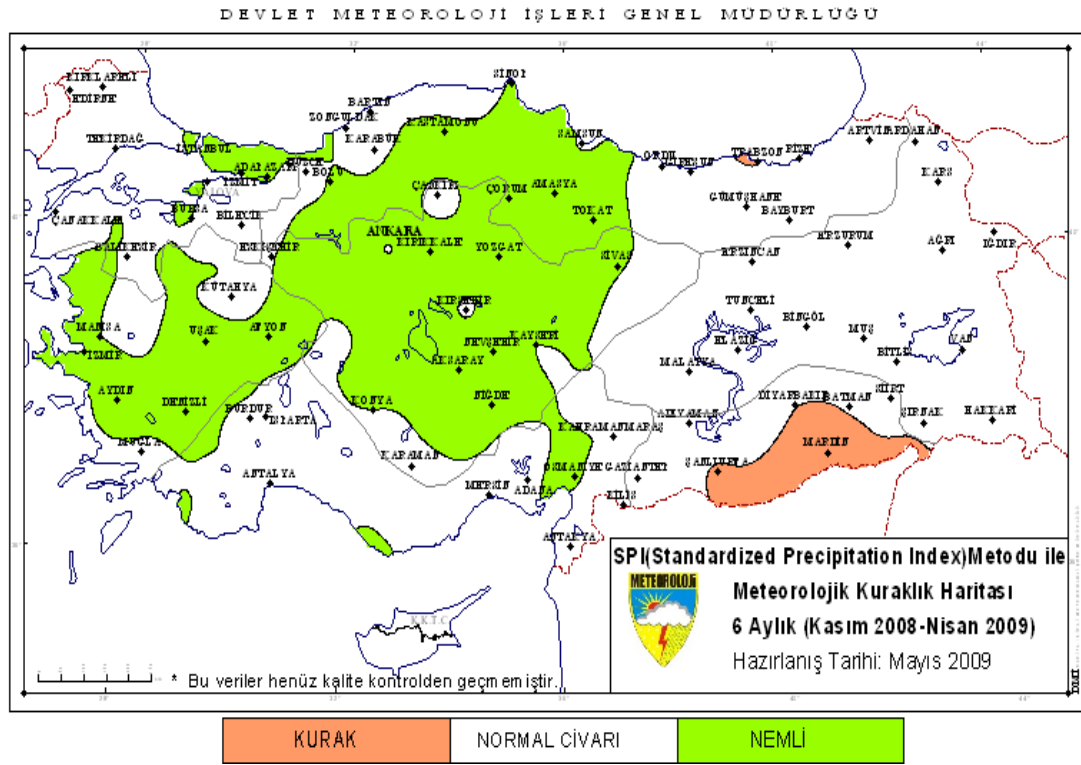 DEVLET METEOROLOJİ İŞLERİ GENEL MÜDÜRLÜĞÜ
EDİRNE
TEKİRDAĞ
İSTANBUL
ÇANAKKALE
BURSA
YALOVA
İZMİT
ADAPAZARI
DÜZCE
BOLU
ZONGULDAK
BARTIN
KARABÜK
KASTAMONU
SİNOP
SAMSUN
ORDU
GİRESUN
TRABZON
RİZE
ARTVİN
ARDAHAN
KARS
IĞDIR
AĞRI
ERZURUM
BAYBURT
GÜMÜŞHANE
ERZİNCAN
TUNCELİ
BİNGÖL
MUŞ
BİTLİS
VAN
HAKKARİ
ŞIRNAK
SİİRT
BATMAN
DİYARBAKIR
MARDİN
ŞANLIURFA
ADIYAMAN
MALATYA
ELAZIĞ
SİVAS
TOKAT
AMASYA
ÇORUM
ÇANKIRI
ANKARA
KIRIKKALE
YOZGAT
KIRŞEHİR
NEVŞEHİR
KAYSERİ
AKSARAY
NİĞDE
KONYA
KARAMAN
MERSİN
ADANA
OSMANİYE
GAZİANTEP
KAHRAMANMARAŞ
KİLİS
ANTAKYA
BİLECİK
ESKİŞEHİR
KÜTAHYA
BALIKESİR
MANİSA
İZMİR
UŞAK
AFYON
AYDIN
DENİZLİ
BURDUR
ISPARTA
MUĞLA
ANTALYA
K.K.T.C.
SPI(Standardized Precipitation Index)Metodu ile
METEOROLOJİ
Meteorolojik Kuraklık Haritası
6 Aylık (Kasım 2008-Nisan 2009)
Hazırlanış Tarihi: Mayıs 2009
* Bu veriler henüz kalite kontrolden geçmemiştir.
DMİ
KURAK
NORMAL CİVARI
NEMLİ